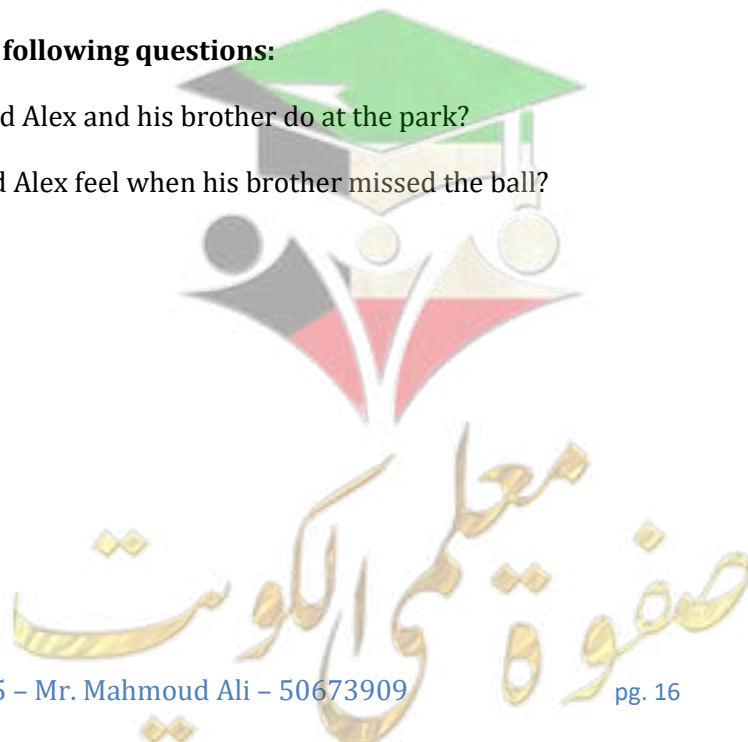 following questions:
d Alex and his brother do at the park?
d Alex feel when his brother missed the ball?
صفوة معلمى الكويت
5 – Mr. Mahmoud Ali – 50673909 pg. 16